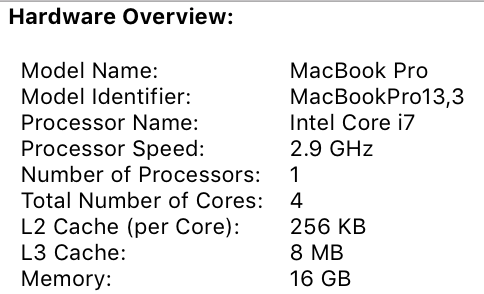 Hardware Overview:
Model Name: MacBook Pro
Model Identifier: MacBookPro13,3
Processor Name: Intel Core i7
Processor Speed: 2.9 GHz
Number of Processors: 1
Total Number of Cores: 4
L2 Cache (per Core): 256 KB
L3 Cache: 8 MB
Memory: 16 GB